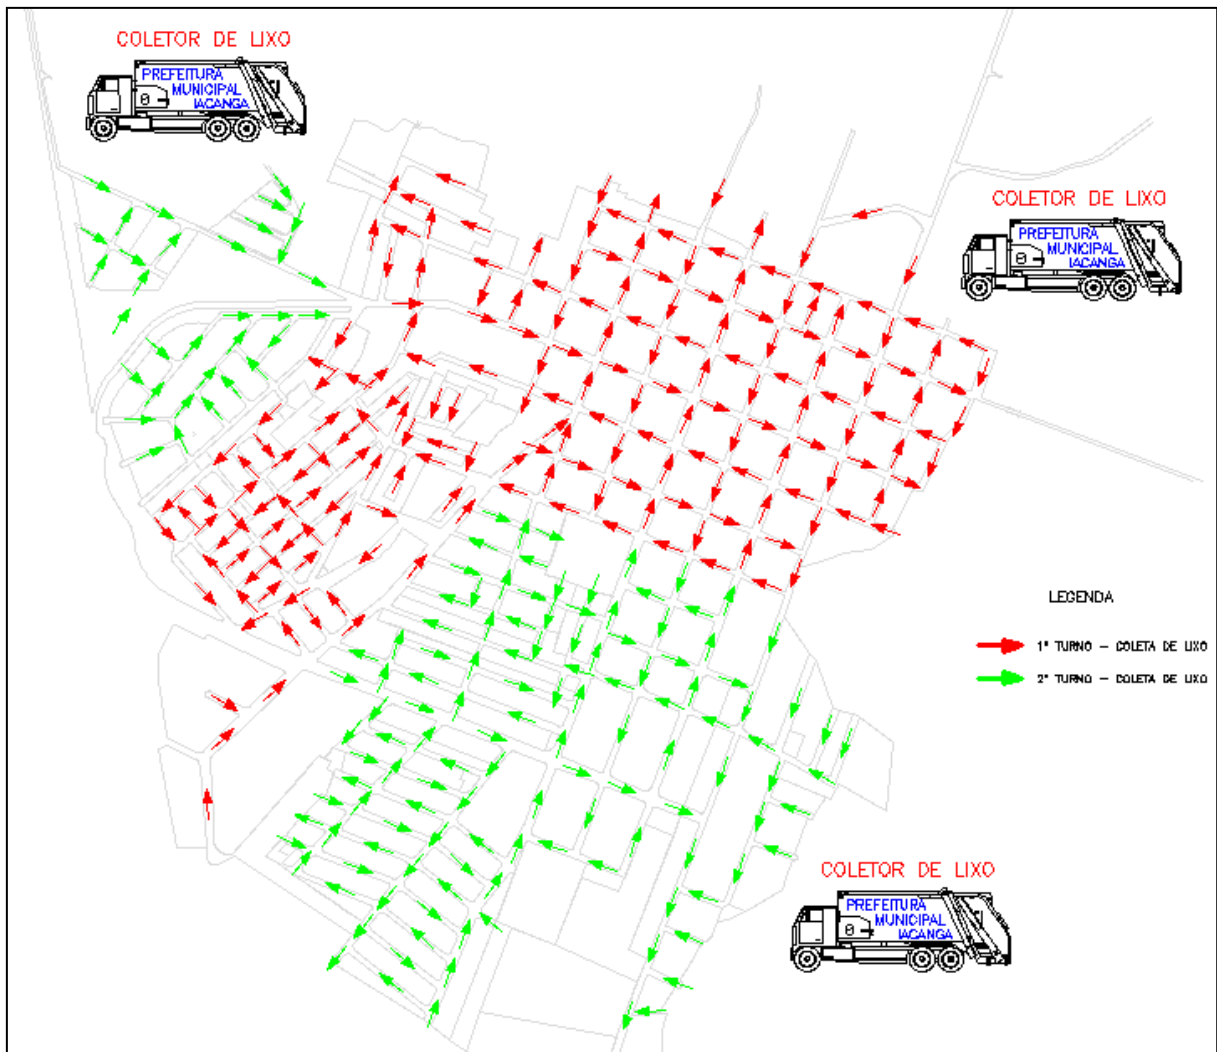 COLETOR DE LIXO
PREFEITURA
MUNICIPAL
IACANGA
COLETOR DE LIXO
PREFEITURA
MUNICIPAL
IACANGA
LEGENDA
1º TURNO – COLETA DE LIXO
2º TURNO – COLETA DE LIXO
COLETOR DE LIXO
PREFEITURA
MUNICIPAL
IACANGA